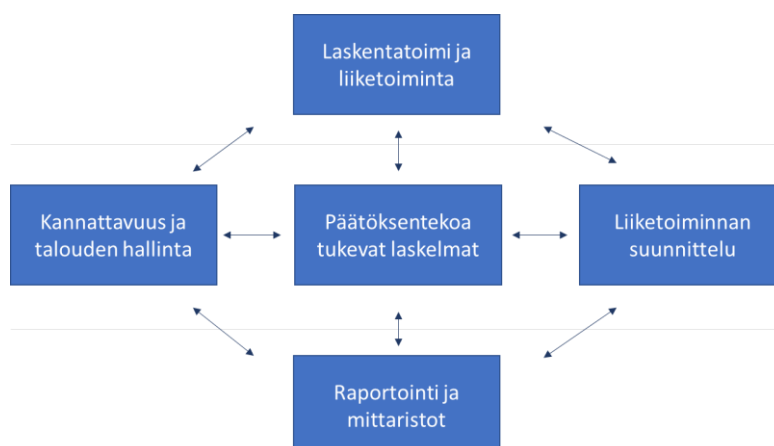 Laskentatoimi ja
liiketoiminta
Kannattavuus ja
talouden hallinta
Päätöksentekoa
tukevat laskelmat
Liiketoiminnan
suunnittelu
Raportointi ja
mittaristot